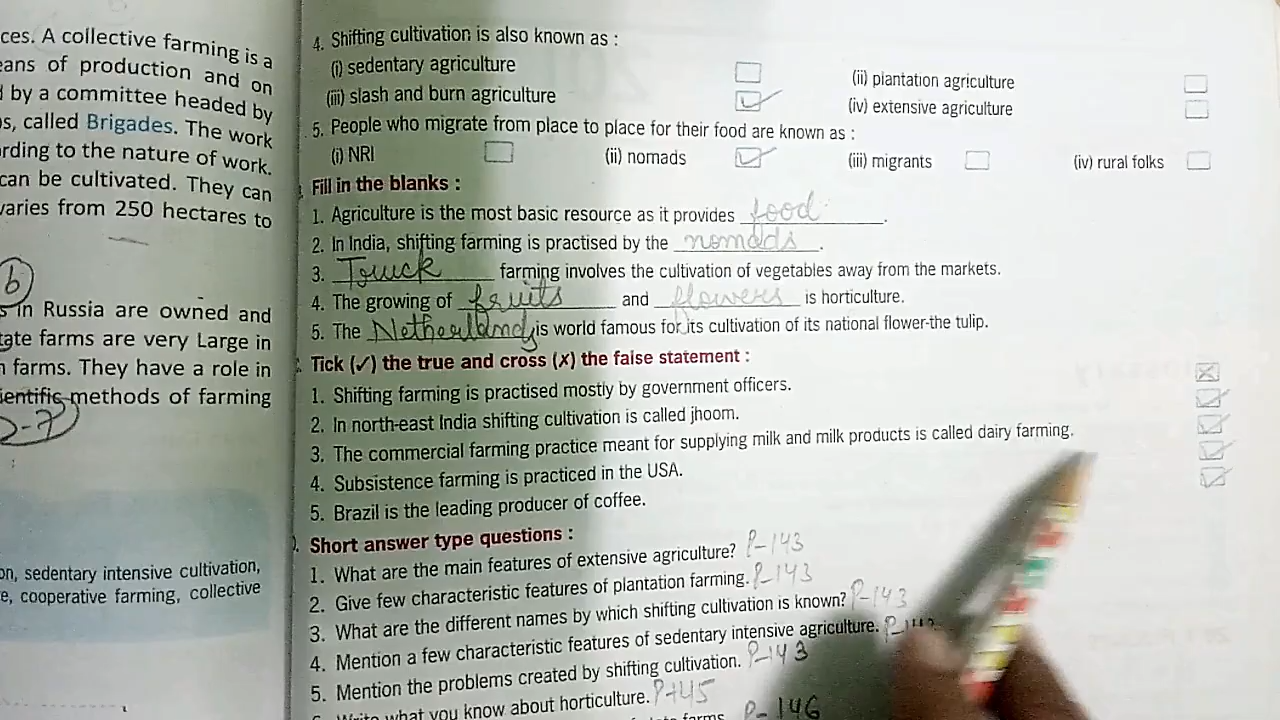 ces. A collective farming is a
eans of production and on
d by a committee headed by
s, called Brigades. The work
rding to the nature of work.
can be cultivated. They can
varies from 250 hectares to
6
s in Russia are owned and
tate farms are very Large in
n farms. They have a role in
ientific methods of farming
on, sedentary intensive cultivation,
e, cooperative farming, collective
4. Shifting cultivation is also known as :
(i) sedentary agriculture (ii) plantation agriculture
(iii) slash and burn agriculture (iv) extensive agriculture
5. People who migrate from place to place for their food are known as :
(i) NRI (ii) nomads (iii) migrants (iv) rural folks
Fill in the blanks :
1. Agriculture is the most basic resource as it provides food.
2. In India, shifting farming is practised by the nomads.
3. Truck farming involves the cultivation of vegetables away from the markets.
4. The growing of fruits and flowers is horticulture.
5. The Netherlands is world famous for its cultivation of its national flower-the tulip.
Tick (✓) the true and cross (✗) the false statement :
1. Shifting farming is practised mostly by government officers.
2. In north-east India shifting cultivation is called jhoom.
3. The commercial farming practice meant for supplying milk and milk products is called dairy farming.
4. Subsistence farming is practiced in the USA.
5. Brazil is the leading producer of coffee.
Short answer type questions :
1. What are the main features of extensive agriculture? P-143
2. Give few characteristic features of plantation farming. P-143
3. What are the different names by which shifting cultivation is known? P-143
4. Mention a few characteristic features of sedentary intensive agriculture.
5. Mention the problems created by shifting cultivation. P-143
what you know about horticulture. P-145
farms P-146